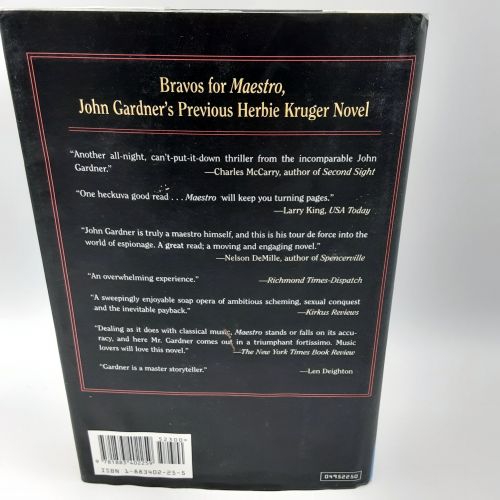 Bravos for Maestro,
John Gardner's Previous Herbie Kruger Novel
"Another all-night, can't-put-it-down thriller from the incomparable John
Gardner."
—Charles McCarry, author of Second Sight
"One heckuva good read . . . Maestro will keep you turning pages."
—Larry King, USA Today
"John Gardner is truly a maestro himself, and this is his tour de force into the
world of espionage. A great read; a moving and engaging novel."
—Nelson DeMille, author of Spencerville
"An overwhelming experience."
—Richmond Times-Dispatch
"A sweepingly enjoyable soap opera of ambitious scheming, sexual conquest
and the inevitable payback."
—Kirkus Reviews
"Dealing as it does with classical music, Maestro stands or falls on its accu-
racy, and here Mr. Gardner comes out in a triumphant fortissimo. Music
lovers will love this novel."
—The New York Times Book Review
"Gardner is a master storyteller."
—Len Deighton
52300
9 781883 402259
ISBN 1-883402-25-5
04952250